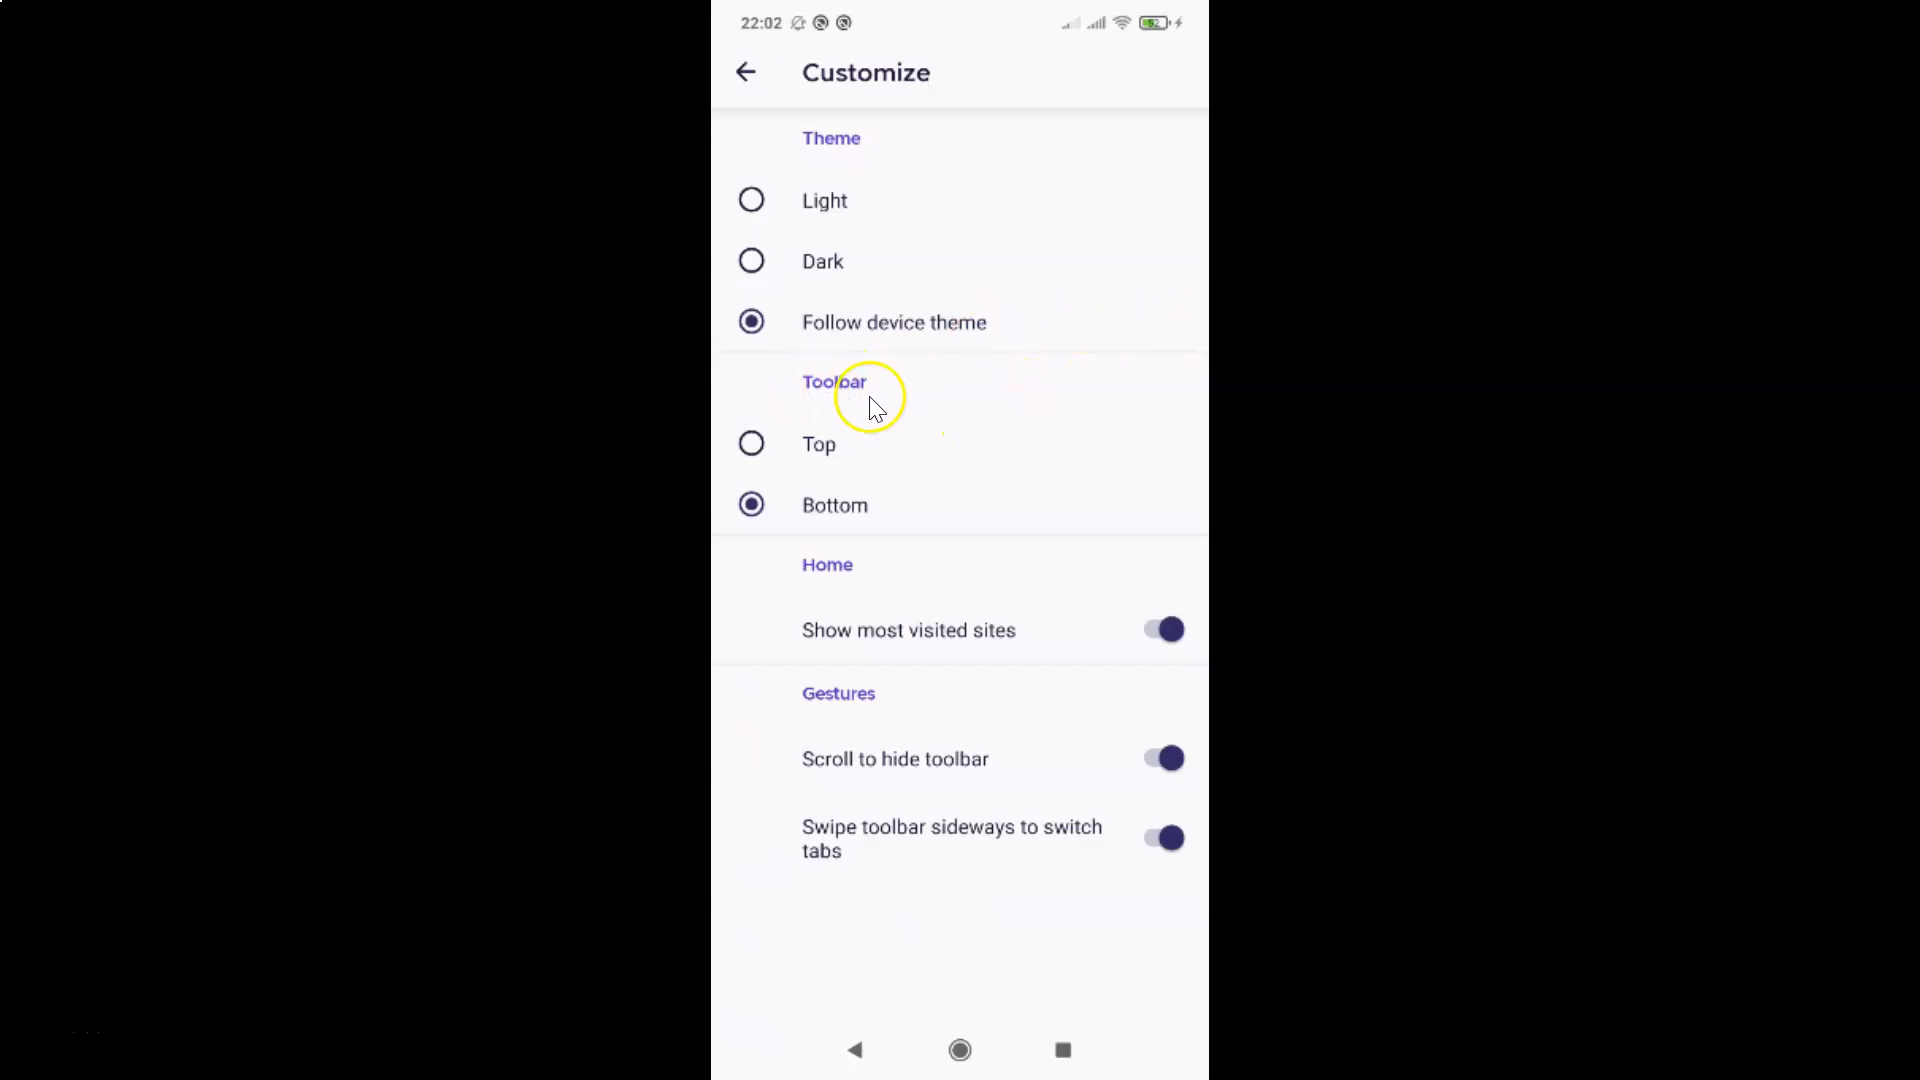 22:02
52
Customize
Theme
Light
Dark
Follow device theme
Toolbar
Top
Bottom
Home
Show most visited sites
Gestures
Scroll to hide toolbar
Swipe toolbar sideways to switch
tabs